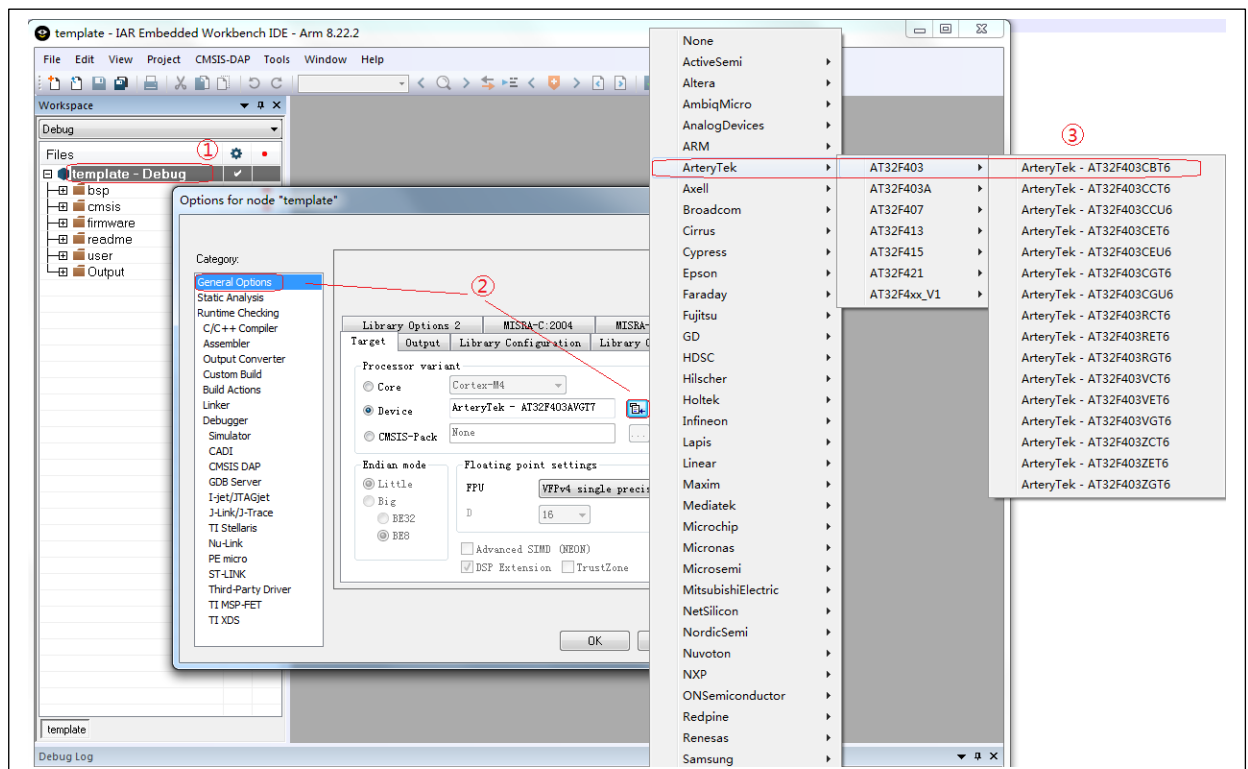 template - IAR Embedded Workbench IDE - Arm 8.22.2
File Edit View Project CMSIS-DAP Tools Window Help
Workspace
Debug
Files
①
template - Debug
bsp
cmsis
firmware
readme
user
Output
template
Debug Log
Options for node "template"
Category:
General Options
Static Analysis
Runtime Checking
C/C++ Compiler
Assembler
Output Converter
Custom Build
Build Actions
Linker
Debugger
Simulator
CADI
CMSIS DAP
GDB Server
I-jet/JTAGjet
J-Link/J-Trace
TI Stellaris
Nu-Link
PE micro
ST-LINK
Third-Party Driver
TI MSP-FET
TI XDS
②
Library Options 2 MISRA-C:2004 MISRA-
Target Output Library Configuration Library
Processor variant
Core Cortex-M4
Device ArteryTek - AT32F403AVGT7
CMSIS-Pack None ...
Endian mode
Little
Big
BE32
BE8
Floating point settings
FPU VFPv4 single precis
D 16
Advanced SIMD (NEON)
DSP Extension TrustZone
OK
None
ActiveSemi
Altera
AmbiqMicro
AnalogDevices
ARM
ArteryTek
Axell
Broadcom
Cirrus
Cypress
Epson
Faraday
Fujitsu
GD
HDSC
Hilscher
Holtek
Infineon
Lapis
Linear
Maxim
Mediatek
Microchip
Micronas
Microsemi
MitsubishiElectric
NetSilicon
NordicSemi
Nuvoton
NXP
ONSemiconductor
Redpine
Renesas
Samsung
AT32F403
AT32F403A
AT32F407
AT32F413
AT32F415
AT32F421
AT32F4xx_V1
③
ArteryTek - AT32F403CBT6
ArteryTek - AT32F403CCT6
ArteryTek - AT32F403CCU6
ArteryTek - AT32F403CET6
ArteryTek - AT32F403CEU6
ArteryTek - AT32F403CGT6
ArteryTek - AT32F403CGU6
ArteryTek - AT32F403RCT6
ArteryTek - AT32F403RET6
ArteryTek - AT32F403RGT6
ArteryTek - AT32F403VCT6
ArteryTek - AT32F403VET6
ArteryTek - AT32F403VGT6
ArteryTek - AT32F403ZCT6
ArteryTek - AT32F403ZET6
ArteryTek - AT32F403ZGT6